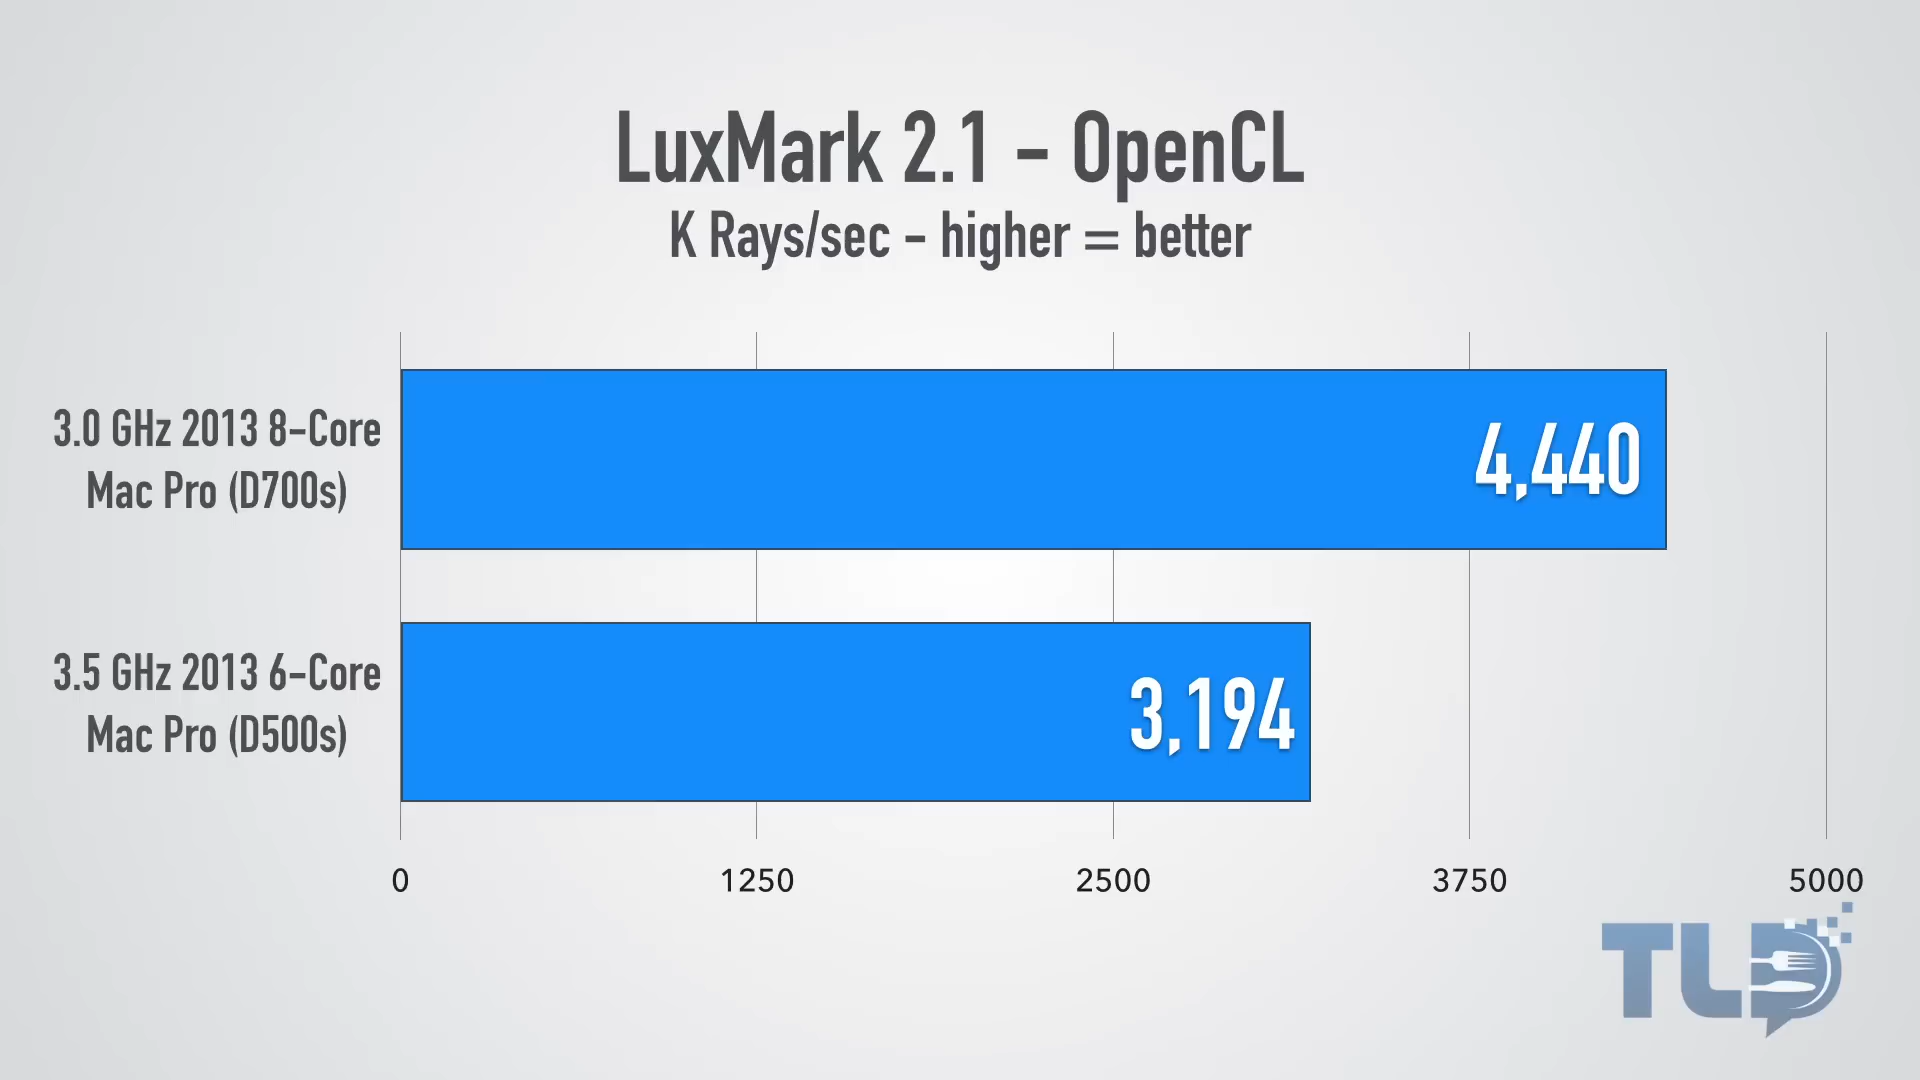 LuxMark 2.1 - OpenCL
K Rays/sec - higher = better
3.0 GHz 2013 8-Core
Mac Pro (D700s)
4,440
3.5 GHz 2013 6-Core
Mac Pro (D500s)
3,194
0 1250 2500 3750 5000
TLD